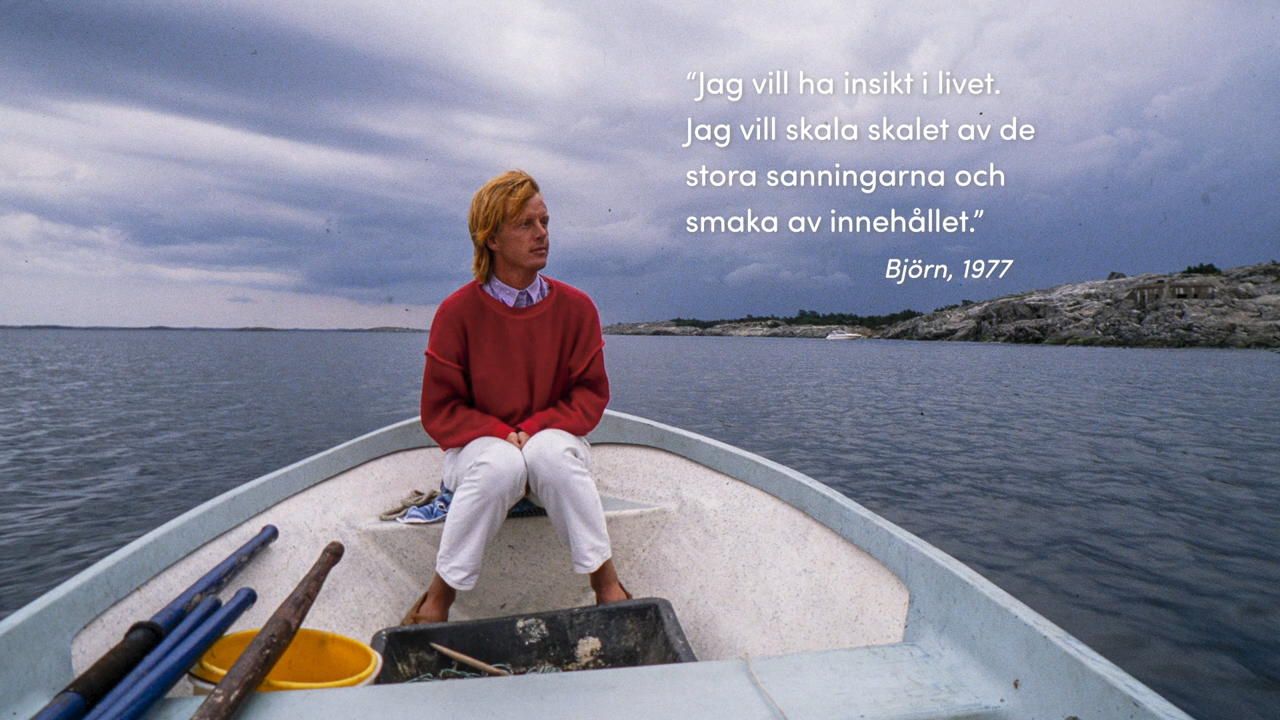 “Jag vill ha insikt i livet.
Jag vill skala skalet av de
stora sanningarna och
smaka av innehållet.”
Björn, 1977